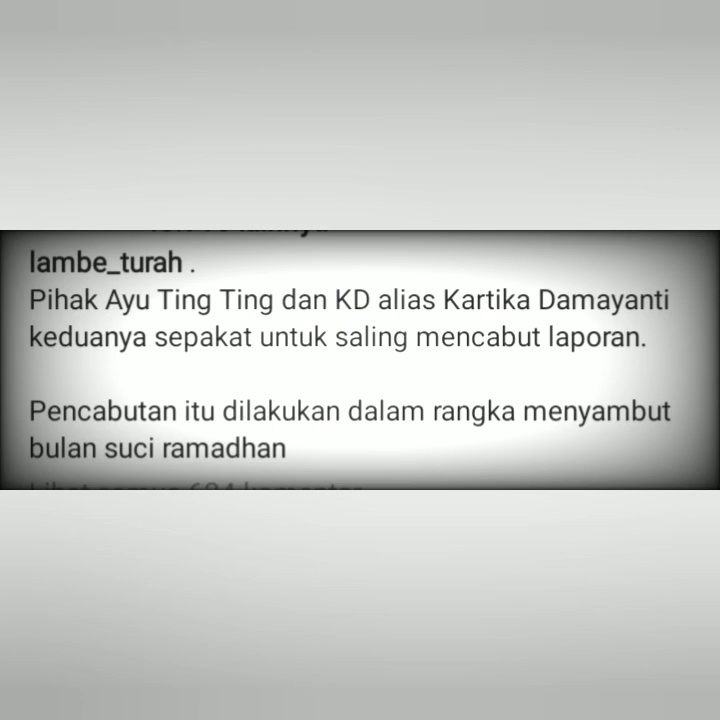 lambe_turah .
Pihak Ayu Ting Ting dan KD alias Kartika Damayanti
keduanya sepakat untuk saling mencabut laporan.
Pencabutan itu dilakukan dalam rangka menyambut
bulan suci ramadhan